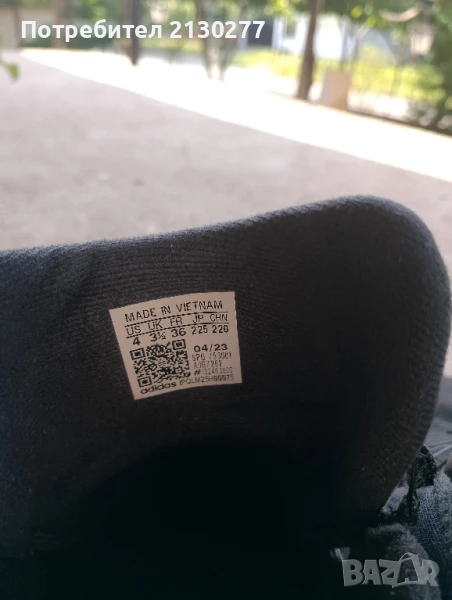 Потребител 2130277
MADE IN VIETNAM
US UK FR JP CHN
4 3½ 36 225 220
04/23
adidas
BAZAR